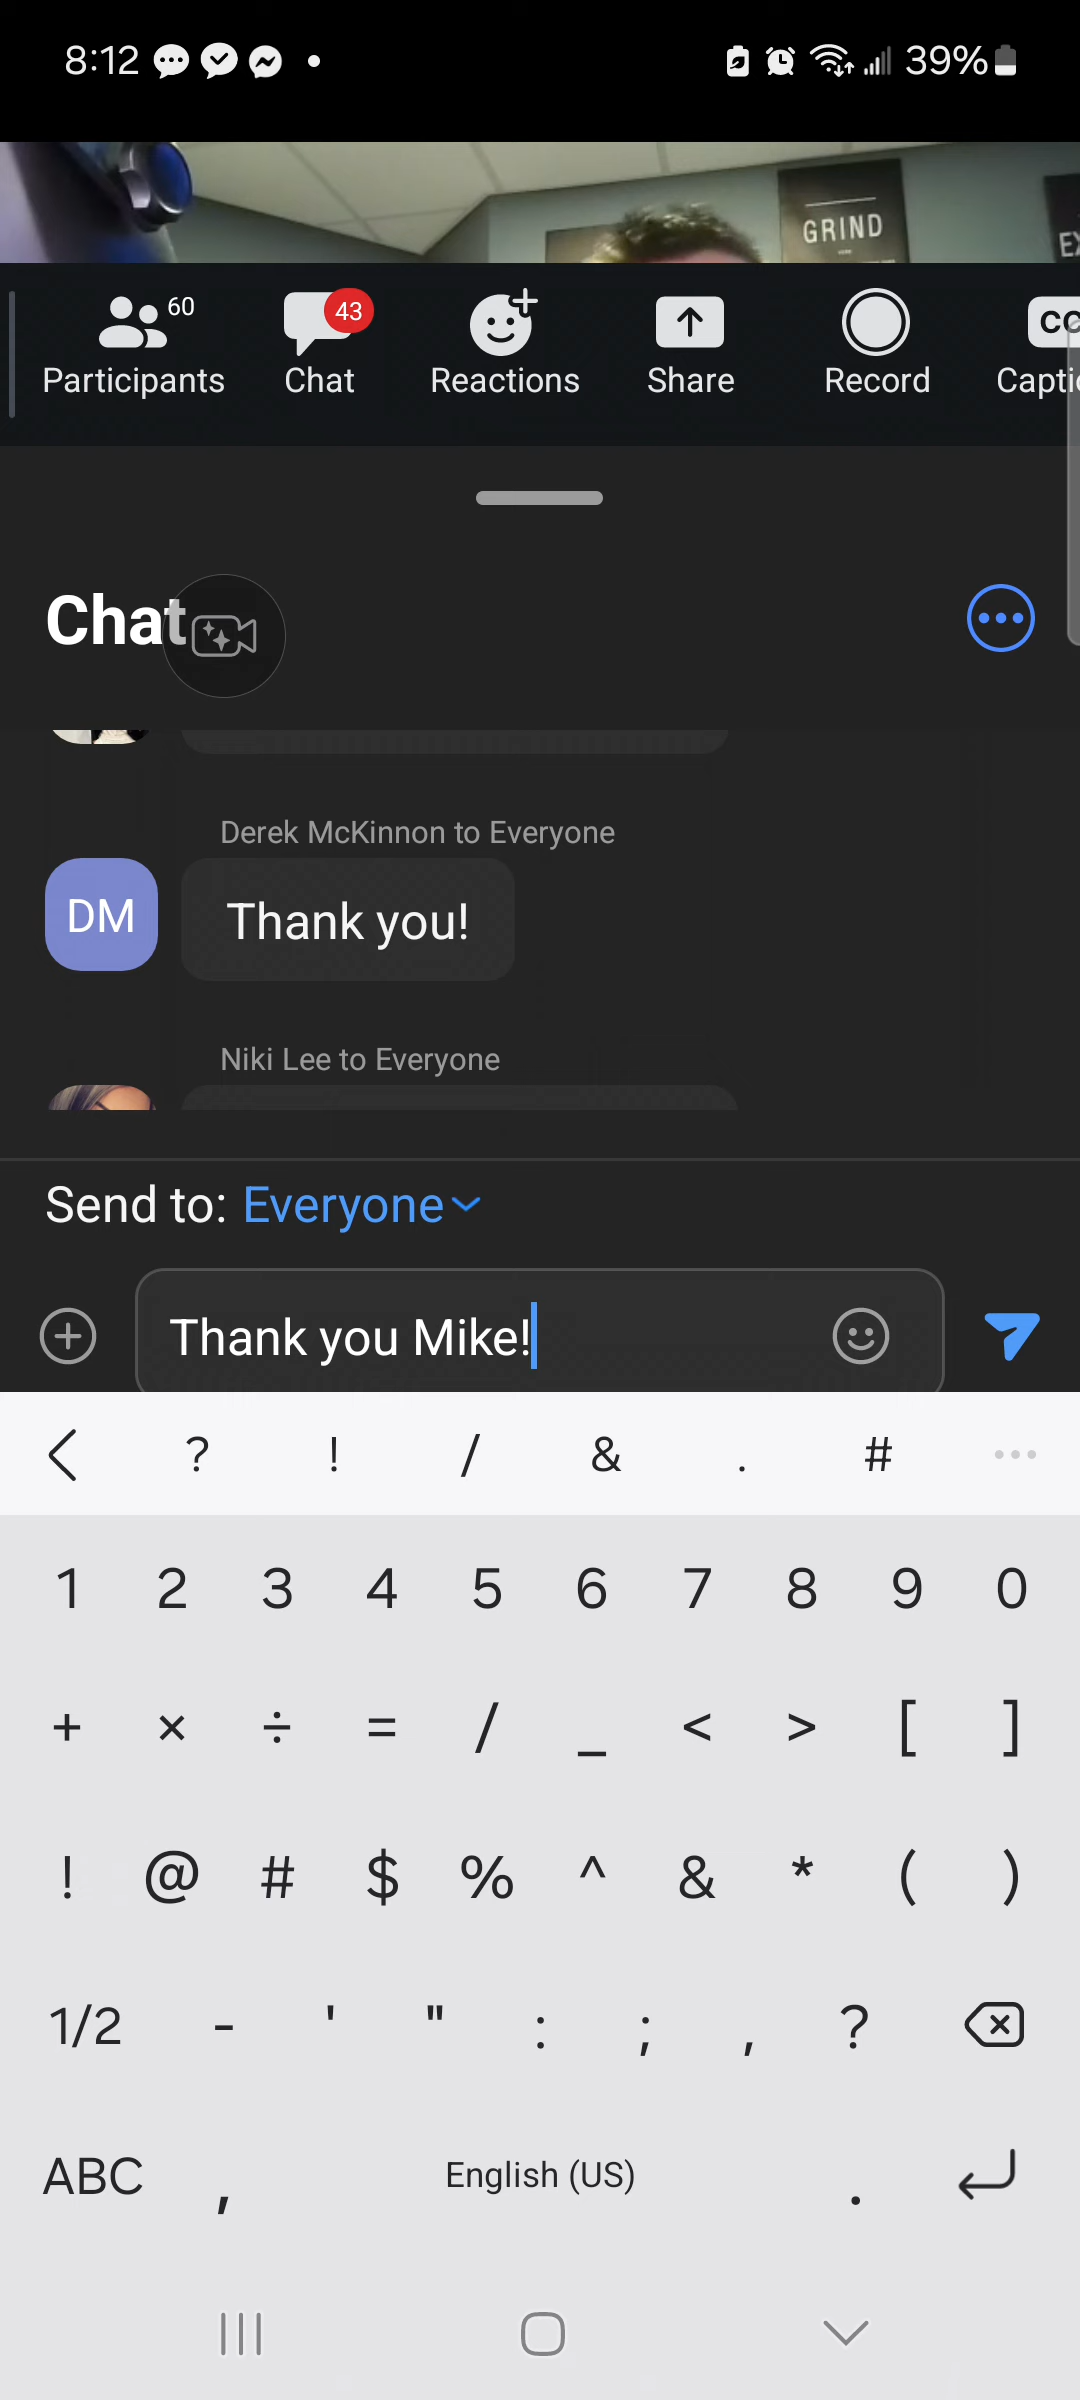 8:12
39%
GRIND
60
43
Participants
Chat
Reactions
Share
Record
Chat
Derek McKinnon to Everyone
DM
Thank you!
Niki Lee to Everyone
Send to: Everyone
Thank you Mike!
? ! / & . #
1 2 3 4 5 6 7 8 9 0
+ × ÷ = / _ < > [ ]
! @ # $ % ^ & * ( )
1/2 - ' " : ; , ?
ABC , English (US) .